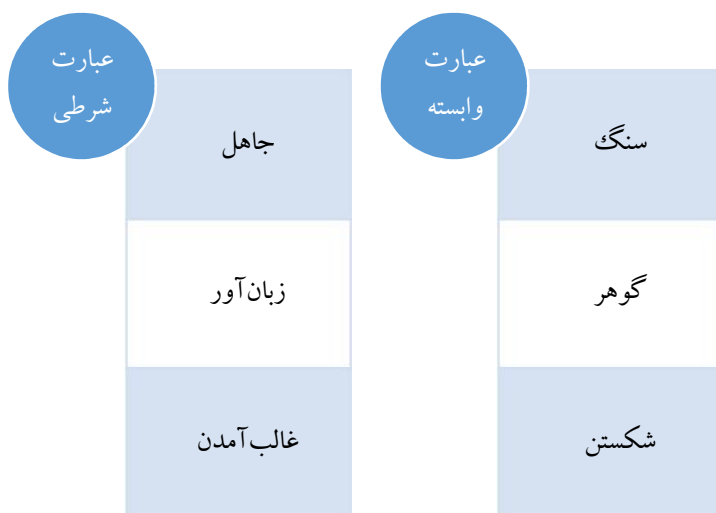 عبارت
وابسته
سنگ
گوهر
شکستن
عبارت
شرطی
جاهل
زبان‌آور
غالب‌آمدن